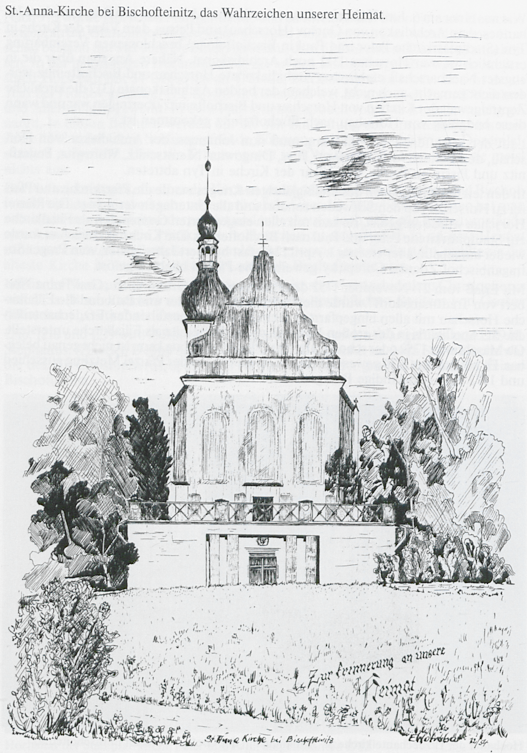 St.-Anna-Kirche bei Bischofteinitz, das Wahrzeichen unserer Heimat.
Zur Erinnerung an unsere
Heimat
St. Anna Kirche bei Bischofteinitz